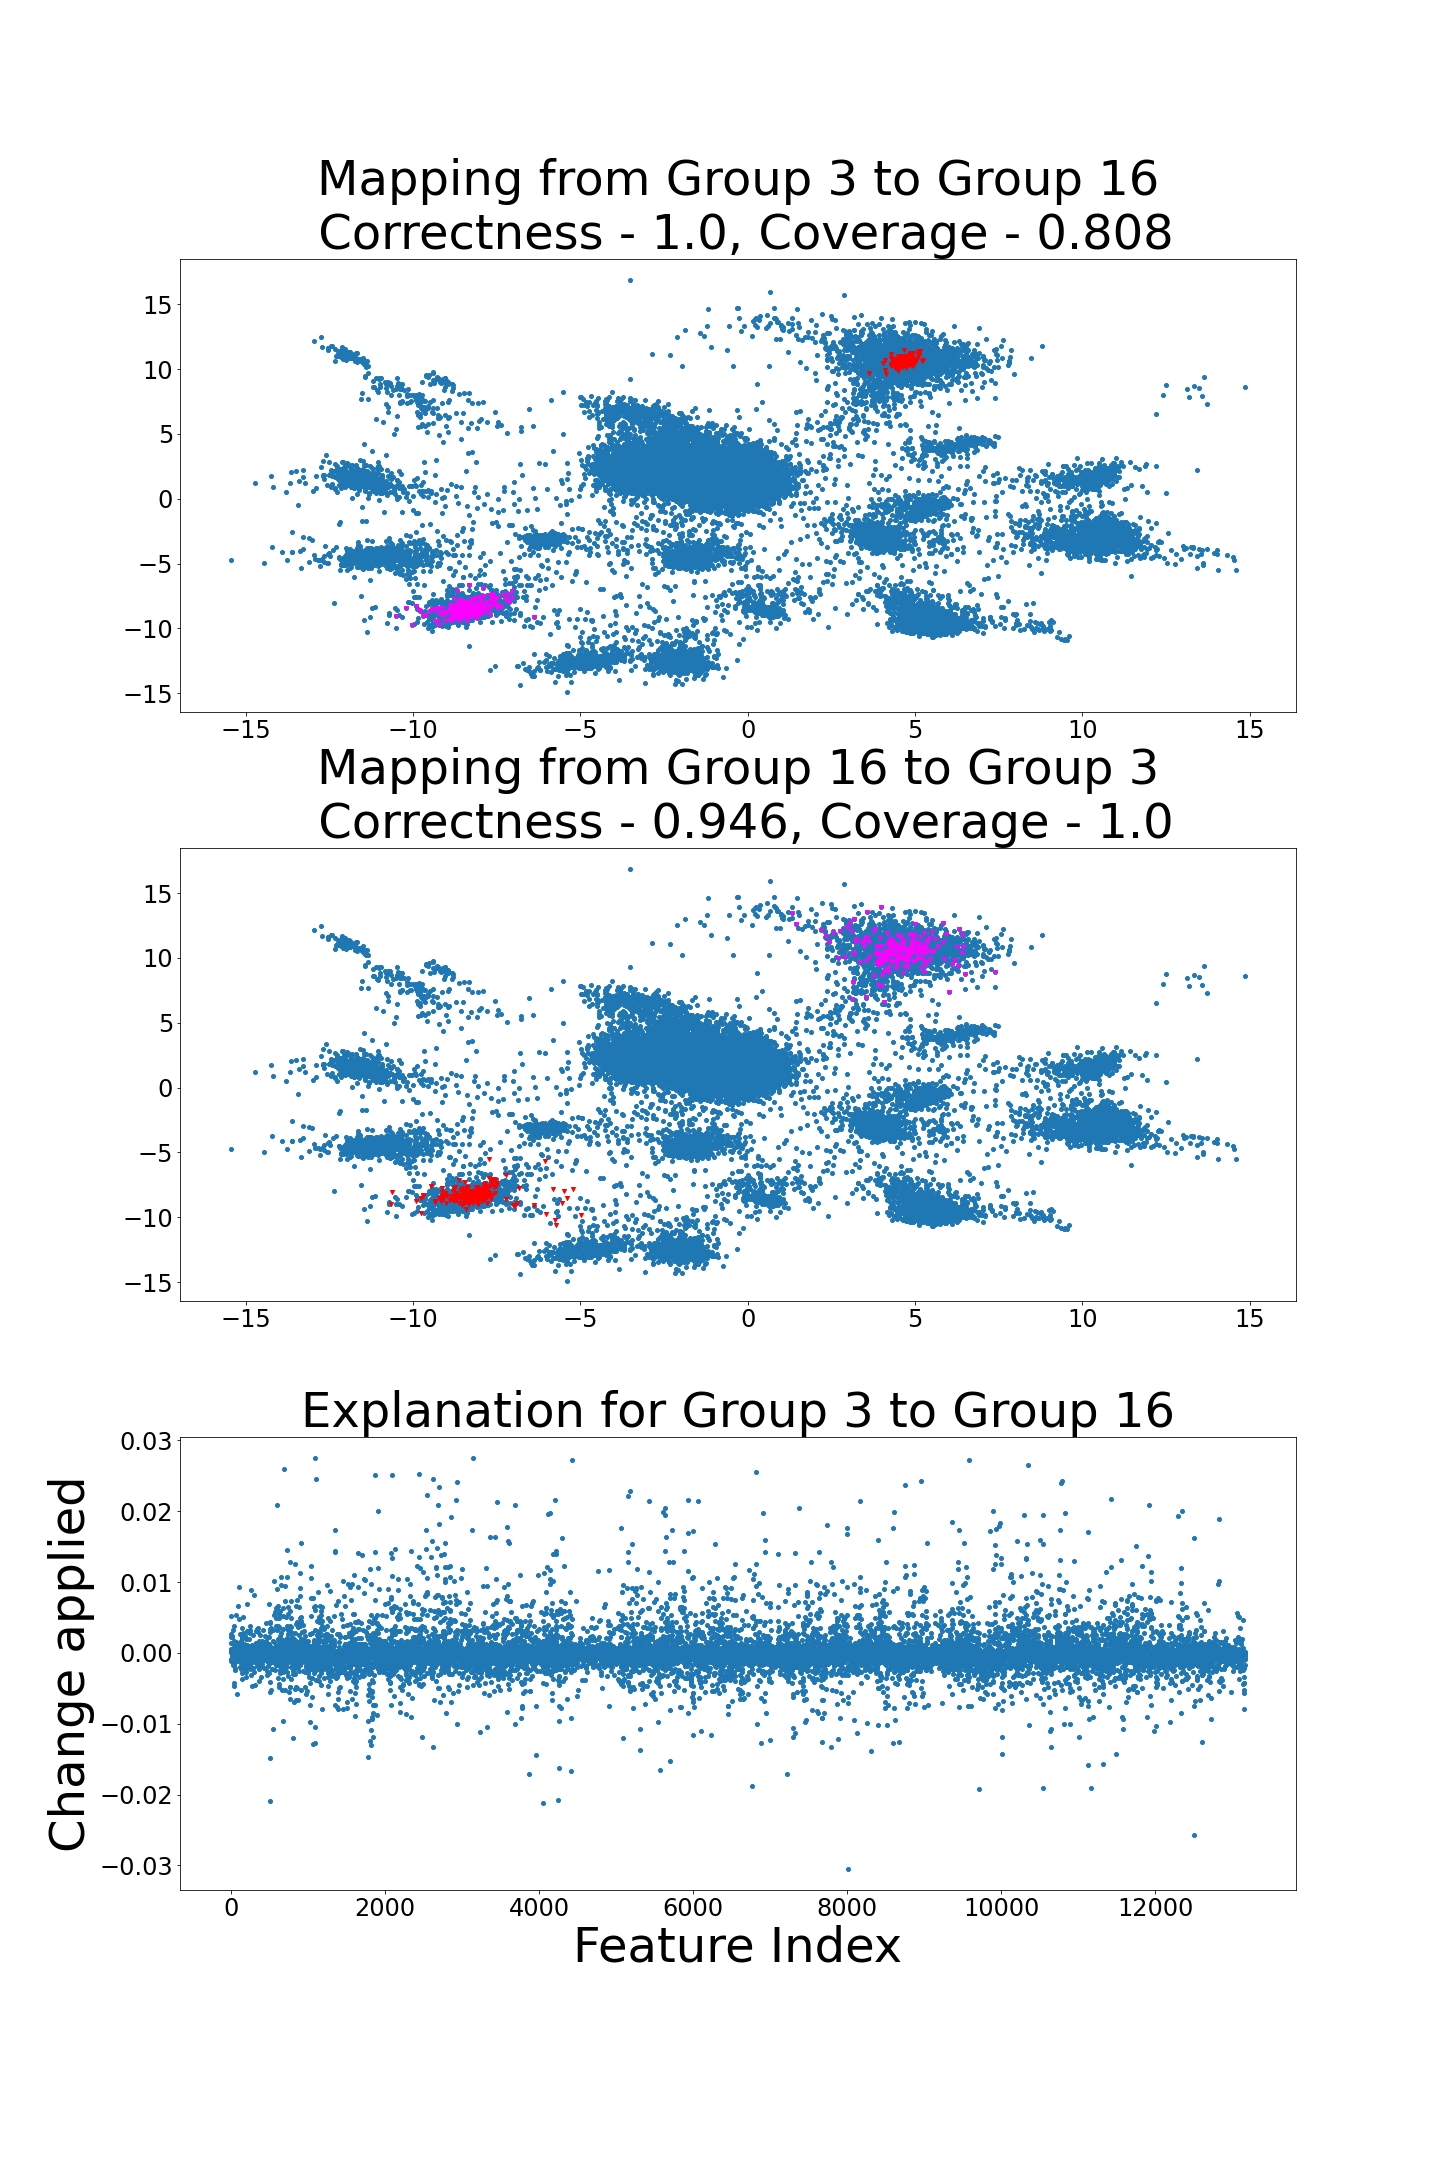 Mapping from Group 3 to Group 16
Correctness - 1.0, Coverage - 0.808
15
10
5
0
−5
−10
−15
−15 −10 −5 0 5 10 15
Mapping from Group 16 to Group 3
Correctness - 0.946, Coverage - 1.0
15
10
5
0
−5
−10
−15
−15 −10 −5 0 5 10 15
Explanation for Group 3 to Group 16
Change applied
0.03
0.02
0.01
0.00
−0.01
−0.02
−0.03
0 2000 4000 6000 8000 10000 12000
Feature Index